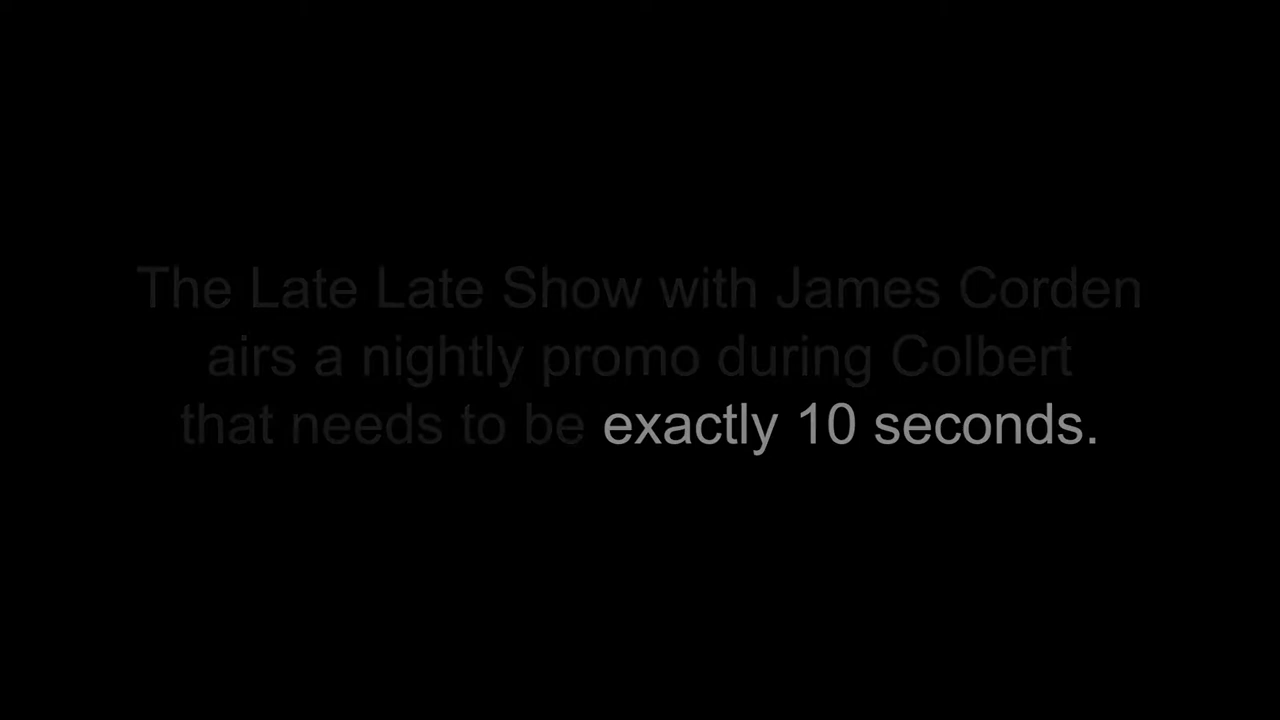 The Late Late Show with James Corden
airs a nightly promo during Colbert
that needs to be exactly 10 seconds.